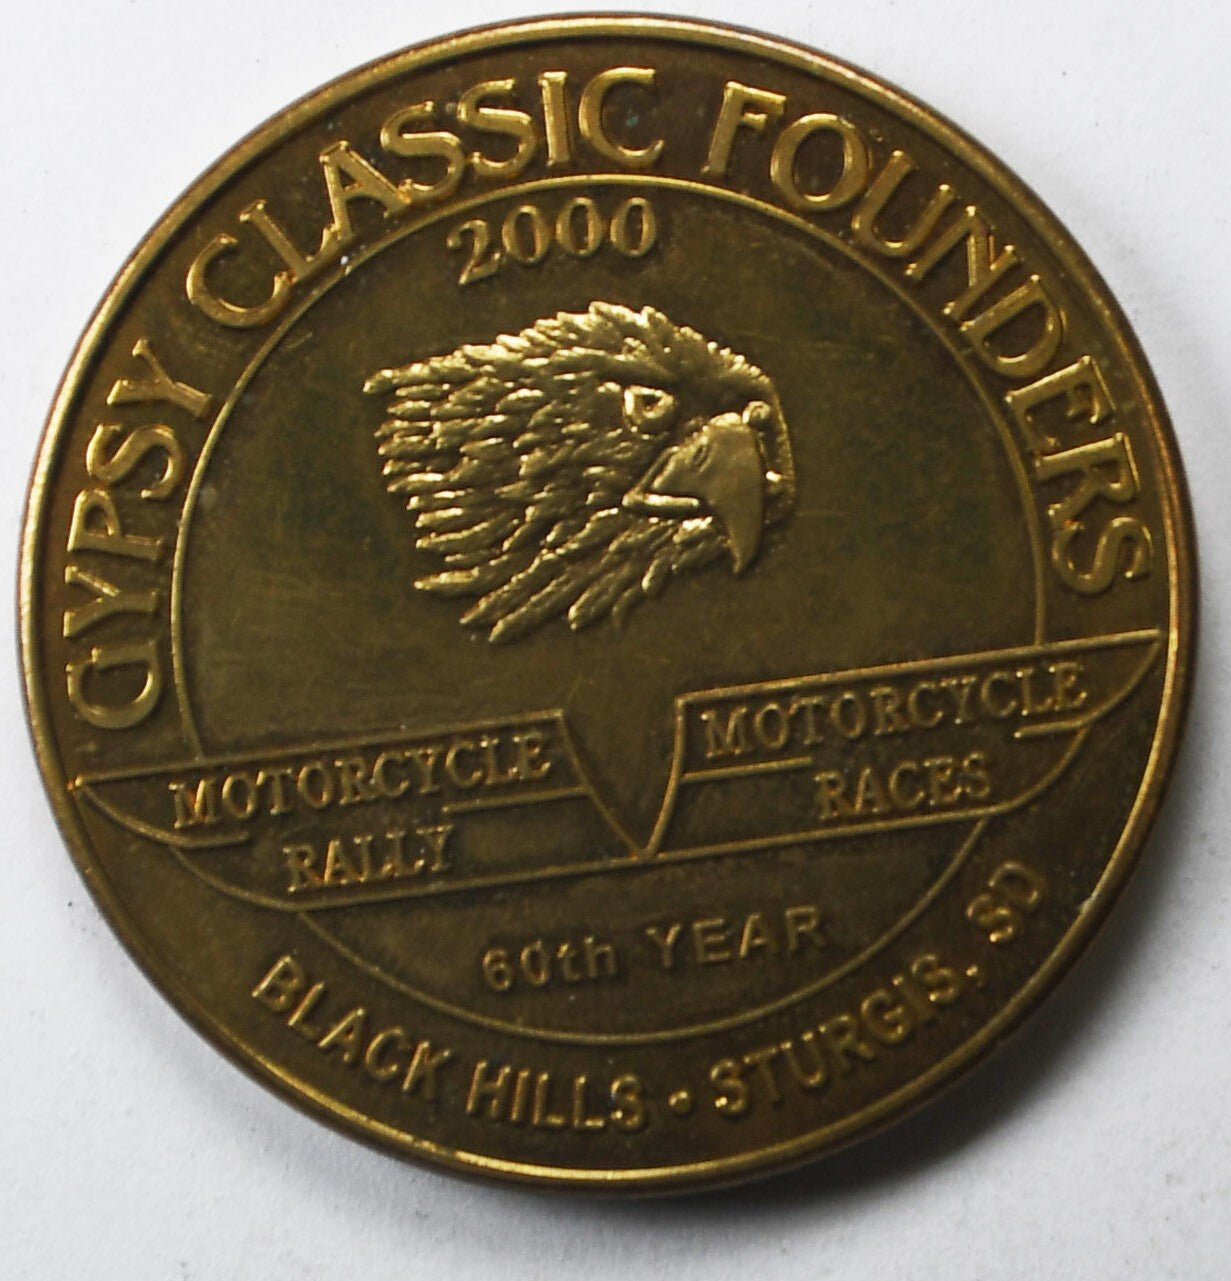 GYPSY CLASSIC FOUNDERS
2000
MOTORCYCLE
RALLY
MOTORCYCLE
RACES
60th YEAR
BLACK HILLS • STURGIS, SD